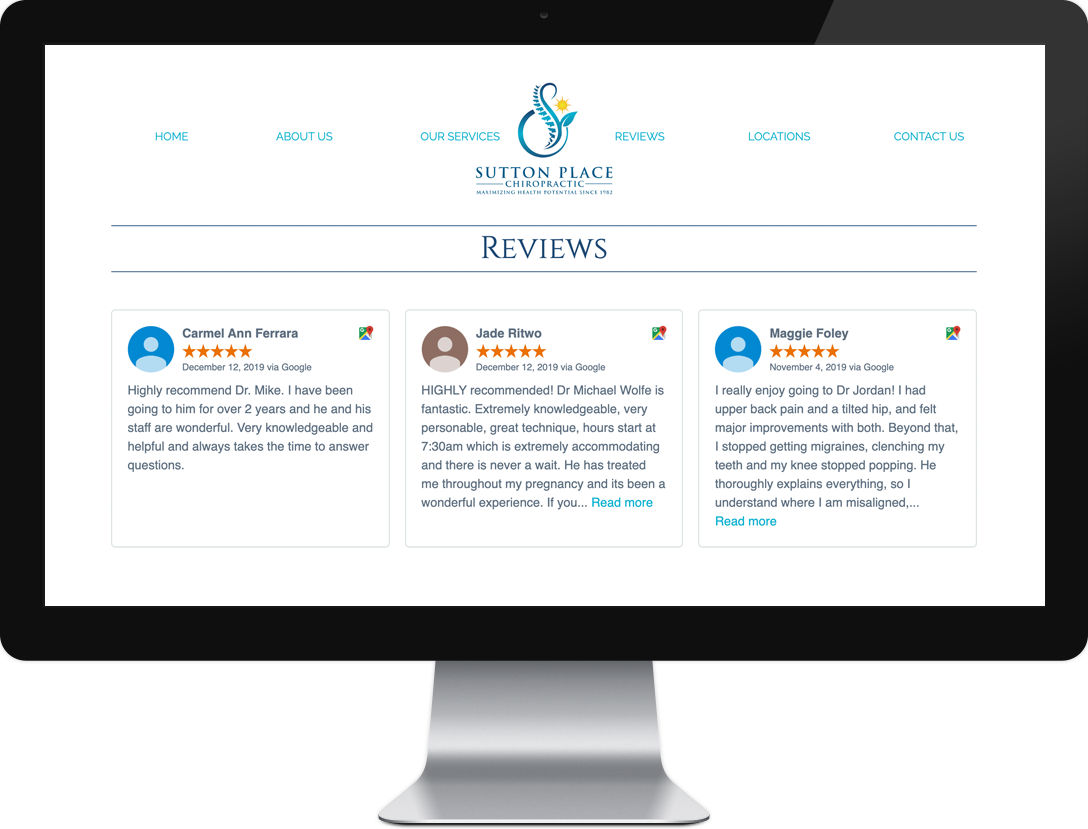 HOME
ABOUT US
OUR SERVICES
REVIEWS
LOCATIONS
CONTACT US
SUTTON PLACE
CHIROPRACTIC
MAXIMIZING HEALTH POTENTIAL SINCE 1982
REVIEWS
Carmel Ann Ferrara
December 12, 2019 via Google
Highly recommend Dr. Mike. I have been
going to him for over 2 years and he and his
staff are wonderful. Very knowledgeable and
helpful and always takes the time to answer
questions.
Jade Ritwo
December 12, 2019 via Google
HIGHLY recommended! Dr Michael Wolfe is
fantastic. Extremely knowledgeable, very
personable, great technique, hours start at
7:30am which is extremely accommodating
and there is never a wait. He has treated
me throughout my pregnancy and its been a
wonderful experience. If you... Read more
Maggie Foley
November 4, 2019 via Google
I really enjoy going to Dr Jordan! I had
upper back pain and a tilted hip, and felt
major improvements with both. Beyond that,
I stopped getting migraines, clenching my
teeth and my knee stopped popping. He
thoroughly explains everything, so I
understand where I am misaligned,...
Read more